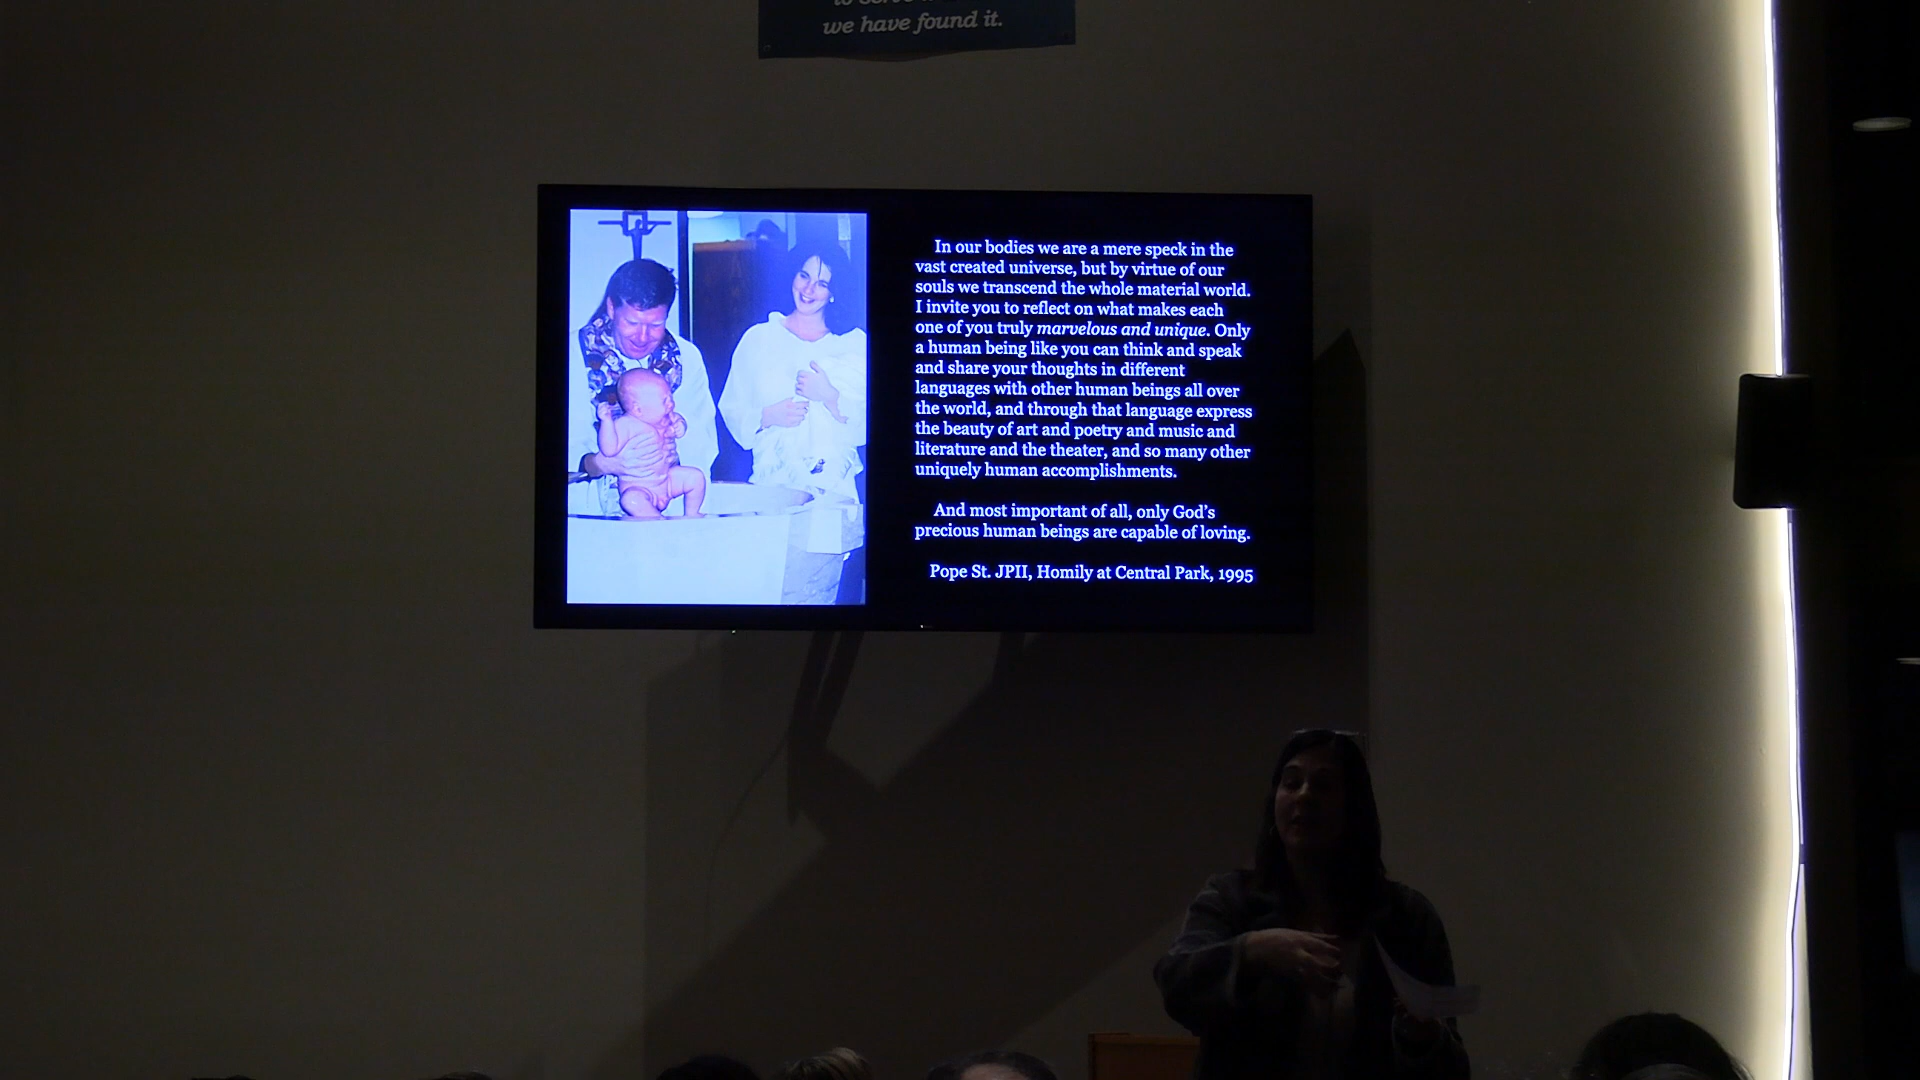 we have found it.
In our bodies we are a mere speck in the
vast created universe, but by virtue of our
souls we transcend the whole material world.
I invite you to reflect on what makes each
one of you truly marvelous and unique. Only
a human being like you can think and speak
and share your thoughts in different
languages with other human beings all over
the world, and through that language express
the beauty of art and poetry and music and
literature and the theater, and so many other
uniquely human accomplishments.
And most important of all, only God's
precious human beings are capable of loving.
Pope St. JPII, Homily at Central Park, 1995